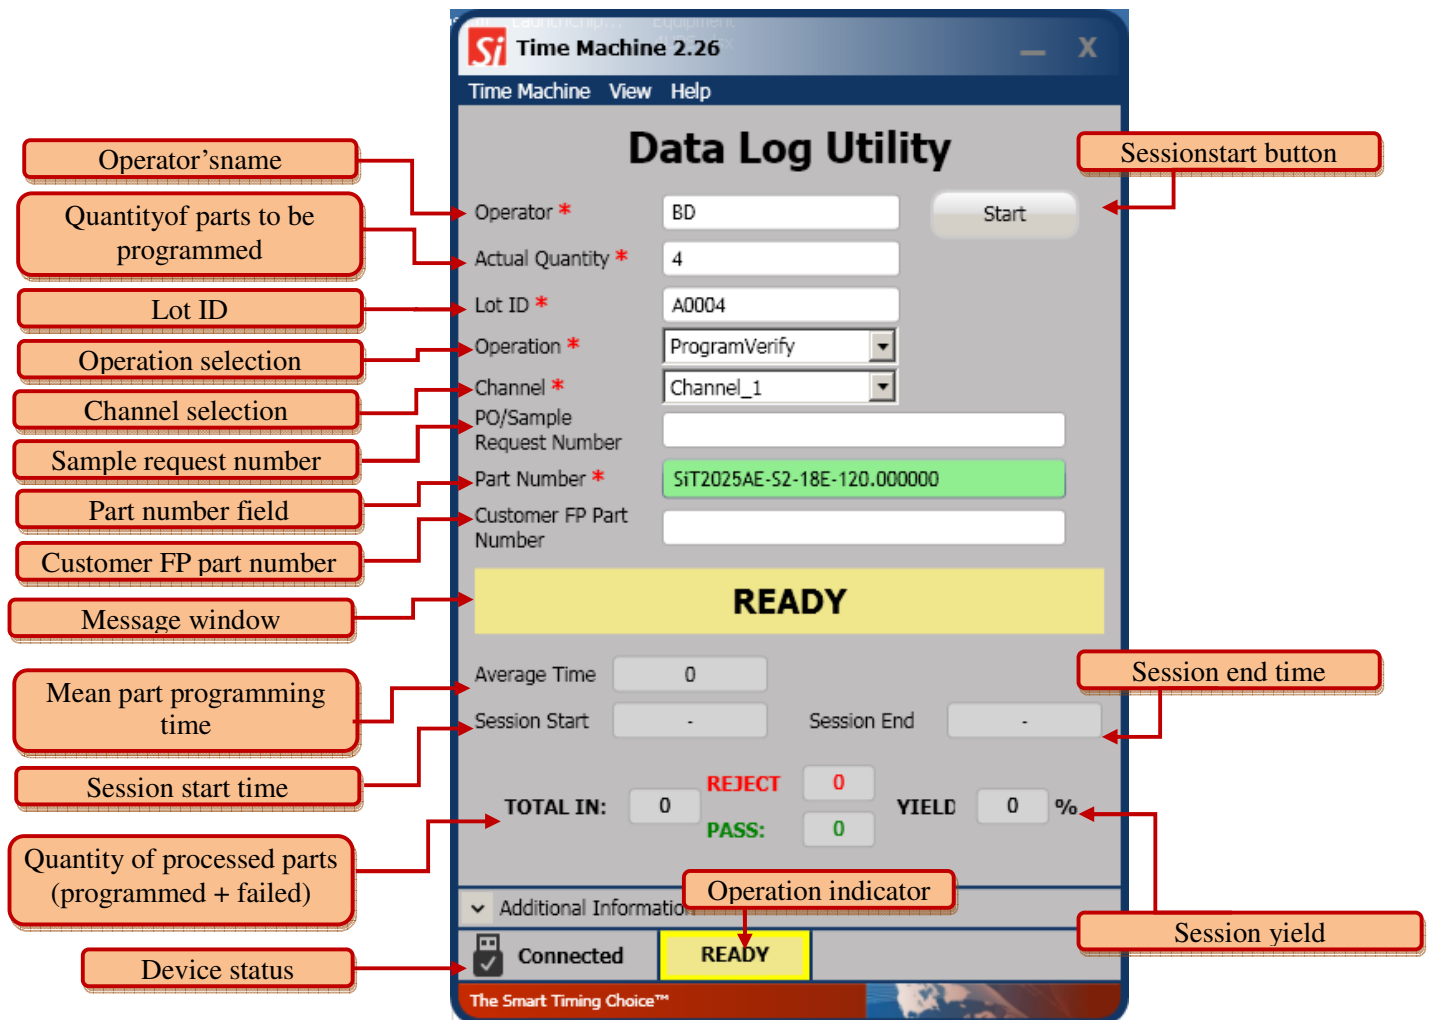 Si Time Machine 2.26
Time Machine View Help
Data Log Utility
Operator'sname
Sessionstart button
Quantityof parts to be
programmed
Operator * BD Start
Actual Quantity * 4
Lot ID
Lot ID * A0004
Operation selection
Operation * ProgramVerify
Channel selection
Channel * Channel_1
Sample request number
PO/Sample
Request Number
Part number field
Part Number * SiT2025AE-S2-18E-120.000000
Customer FP part number
Customer FP Part
Number
Message window
READY
Mean part programming
time
Average Time 0
Session end time
Session start time
Session Start - Session End -
Quantity of processed parts
(programmed + failed)
REJECT 0
TOTAL IN: 0 YIELD 0 %
PASS: 0
Operation indicator
Additional Information
Session yield
Device status
Connected READY
The Smart Timing Choice™